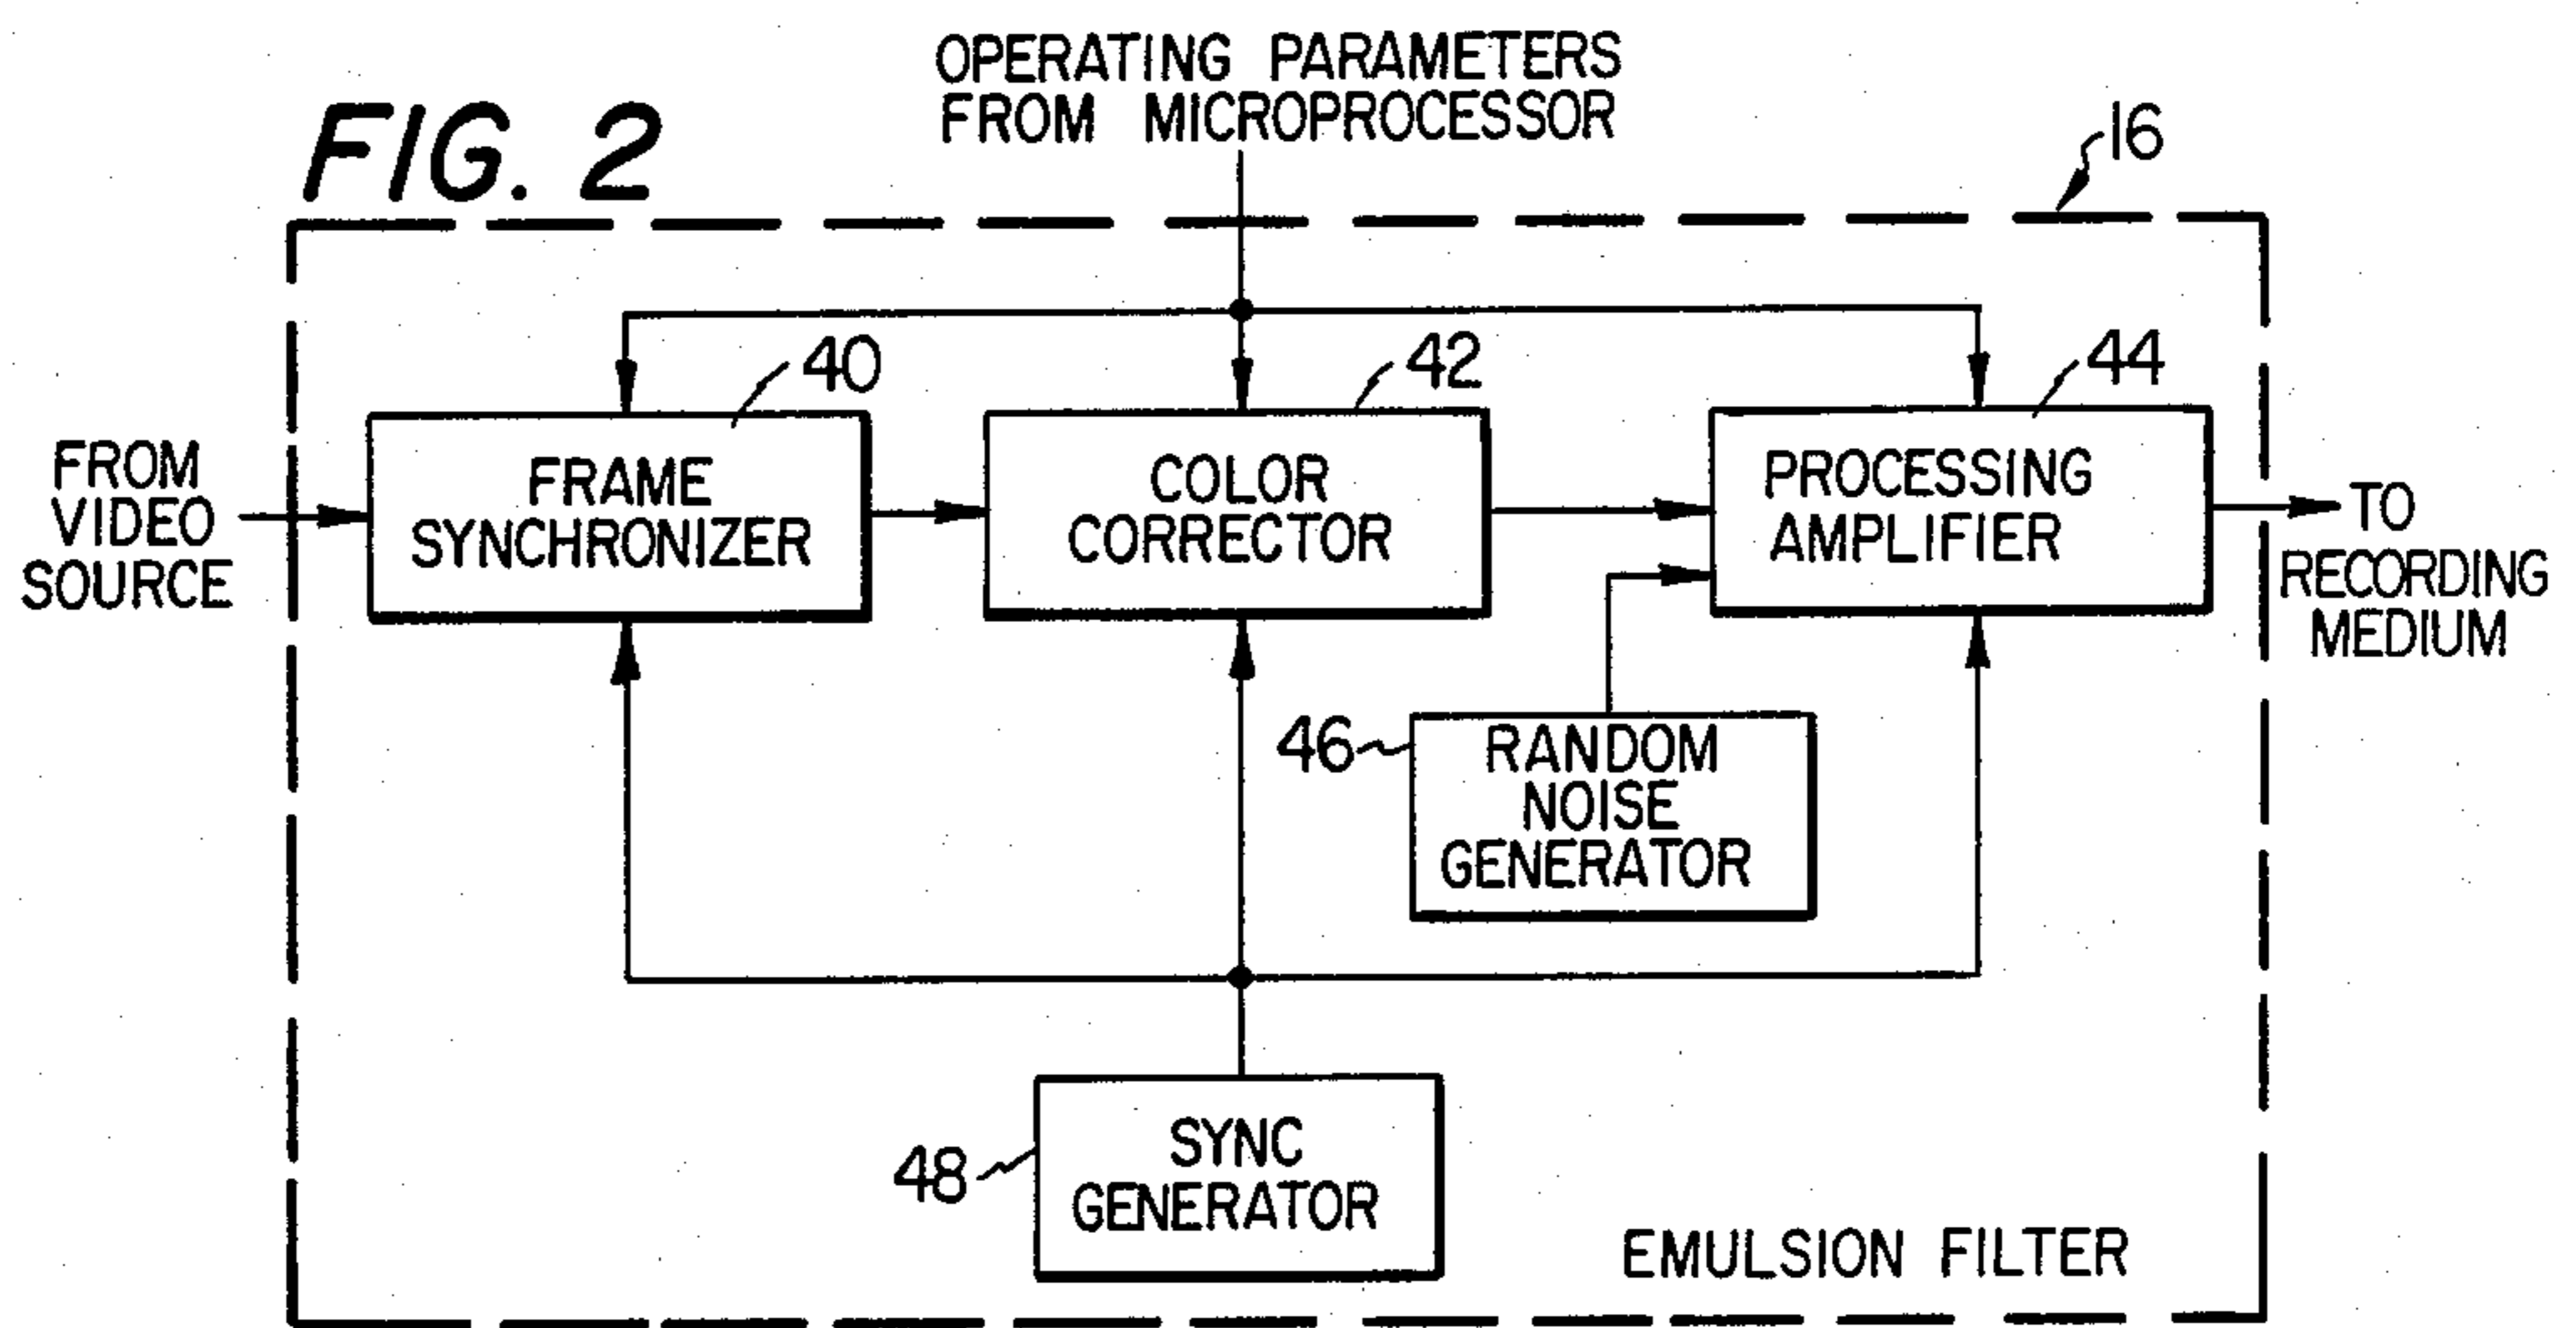 OPERATING PARAMETERS
FROM MICROPROCESSOR
FIG. 2
16
40
42
44
FROM
VIDEO
SOURCE
FRAME
SYNCHRONIZER
COLOR
CORRECTOR
PROCESSING
AMPLIFIER
TO
RECORDING
MEDIUM
46
RANDOM
NOISE
GENERATOR
48
SYNC
GENERATOR
EMULSION FILTER